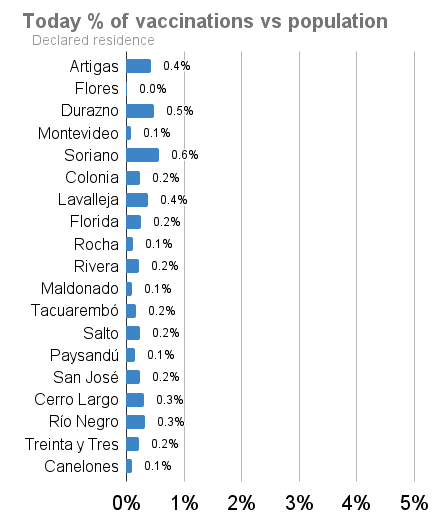 Today % of vaccinations vs population
Declared residence
Artigas 0.4%
Flores 0.0%
Durazno 0.5%
Montevideo 0.1%
Soriano 0.6%
Colonia 0.2%
Lavalleja 0.4%
Florida 0.2%
Rocha 0.1%
Rivera 0.2%
Maldonado 0.1%
Tacuarembó 0.2%
Salto 0.2%
Paysandú 0.1%
San José 0.2%
Cerro Largo 0.3%
Río Negro 0.3%
Treinta y Tres 0.2%
Canelones 0.1%
0% 1% 2% 3% 4% 5%